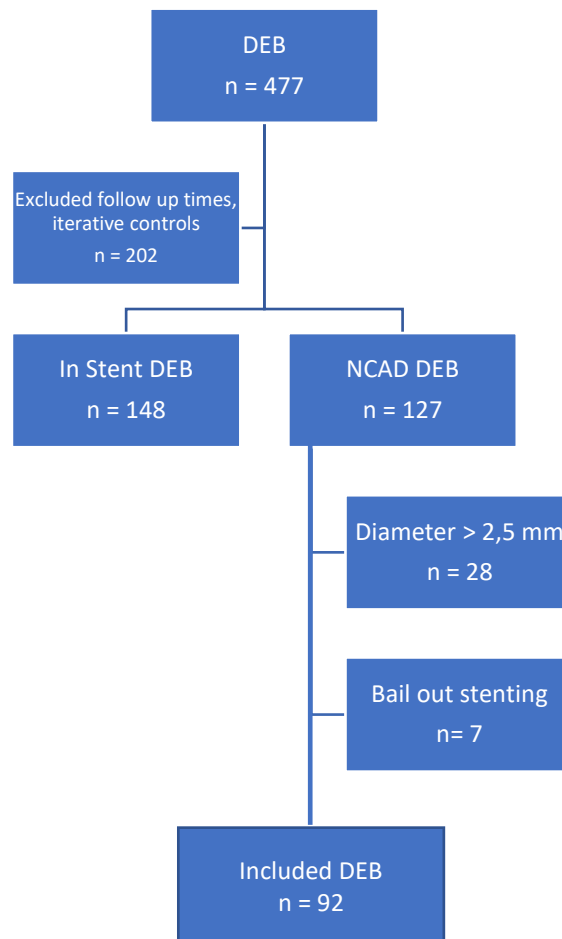 DEB
n = 477
Excluded follow up times,
iterative controls
n = 202
In Stent DEB
n = 148
NCAD DEB
n = 127
Diameter > 2,5 mm
n = 28
Bail out stenting
n= 7
Included DEB
n = 92